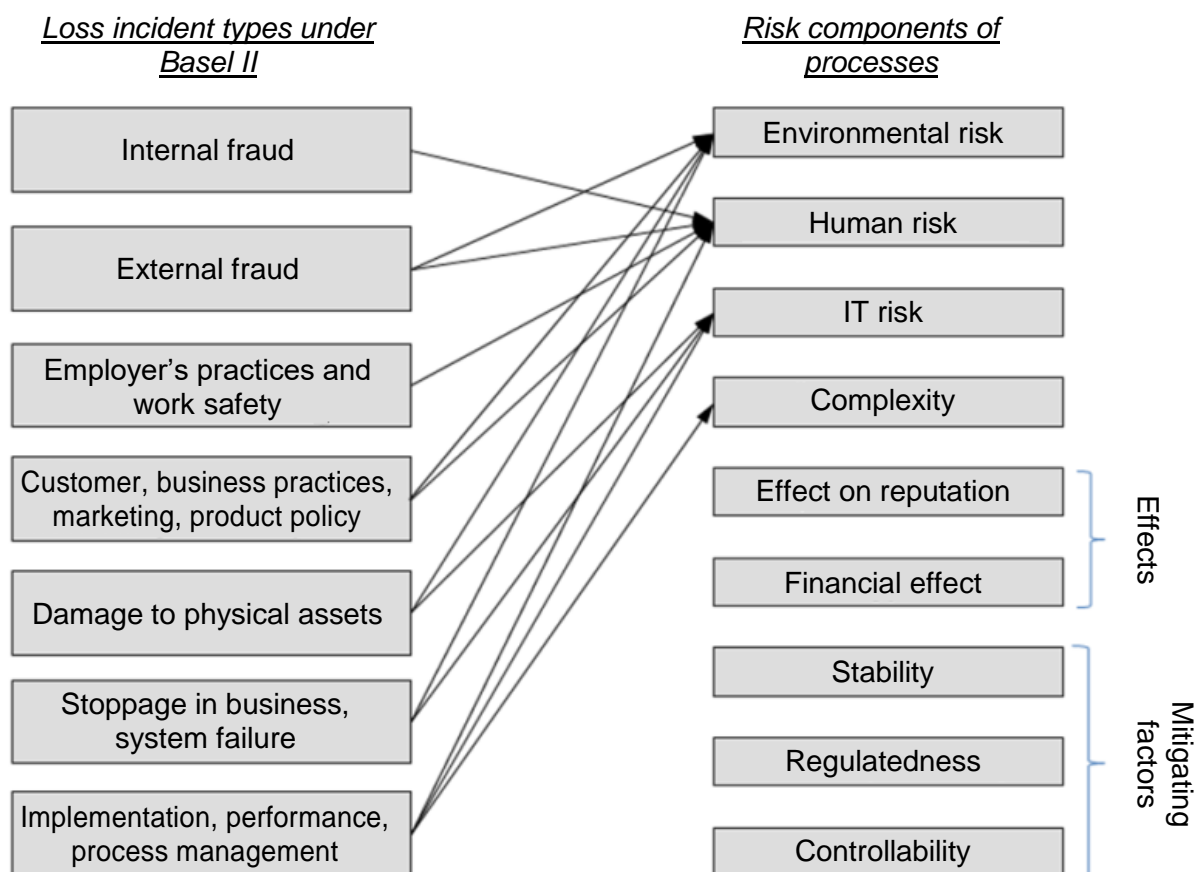 Loss incident types under
Basel II
Internal fraud
External fraud
Employer’s practices and
work safety
Customer, business practices,
marketing, product policy
Damage to physical assets
Stoppage in business,
system failure
Implementation, performance,
process management
Risk components of
processes
Environmental risk
Human risk
IT risk
Complexity
Effect on reputation
Financial effect
Stability
Regulatedness
Controllability
Effects
Mitigating
factors